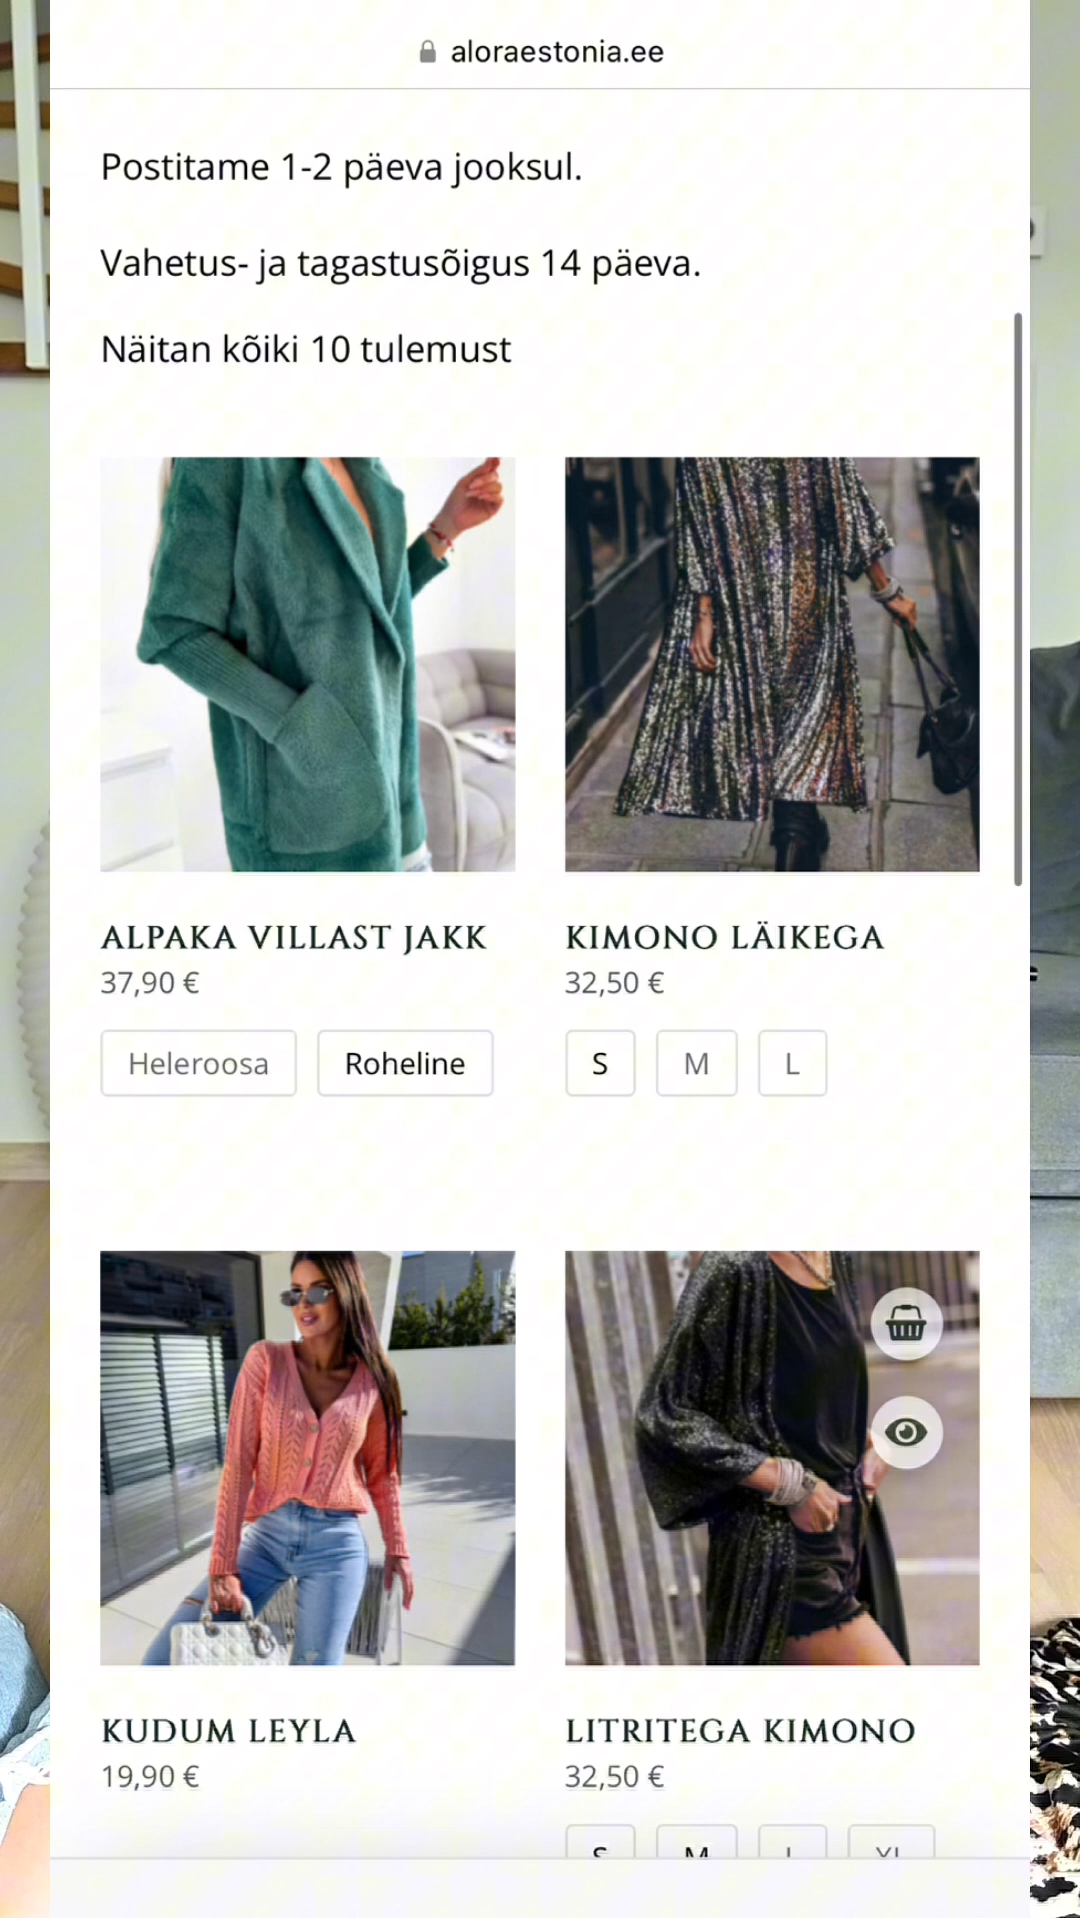 aloraestonia.ee
Postitame 1-2 päeva jooksul.
Vahetus- ja tagastusõigus 14 päeva.
Näitan kõiki 10 tulemust
ALPAKA VILLAST JAKK
37,90 €
Heleroosa Roheline
KIMONO LÄIKEGA
32,50 €
S M L
KUDUM LEYLA
19,90 €
LITRITEGA KIMONO
32,50 €
S M L XL